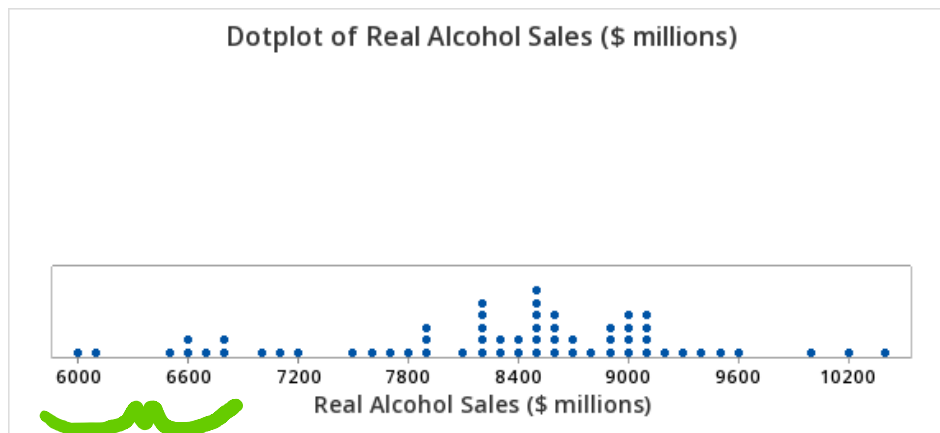 Dotplot of Real Alcohol Sales ($ millions)
6000 6600 7200 7800 8400 9000 9600 10200
Real Alcohol Sales ($ millions)